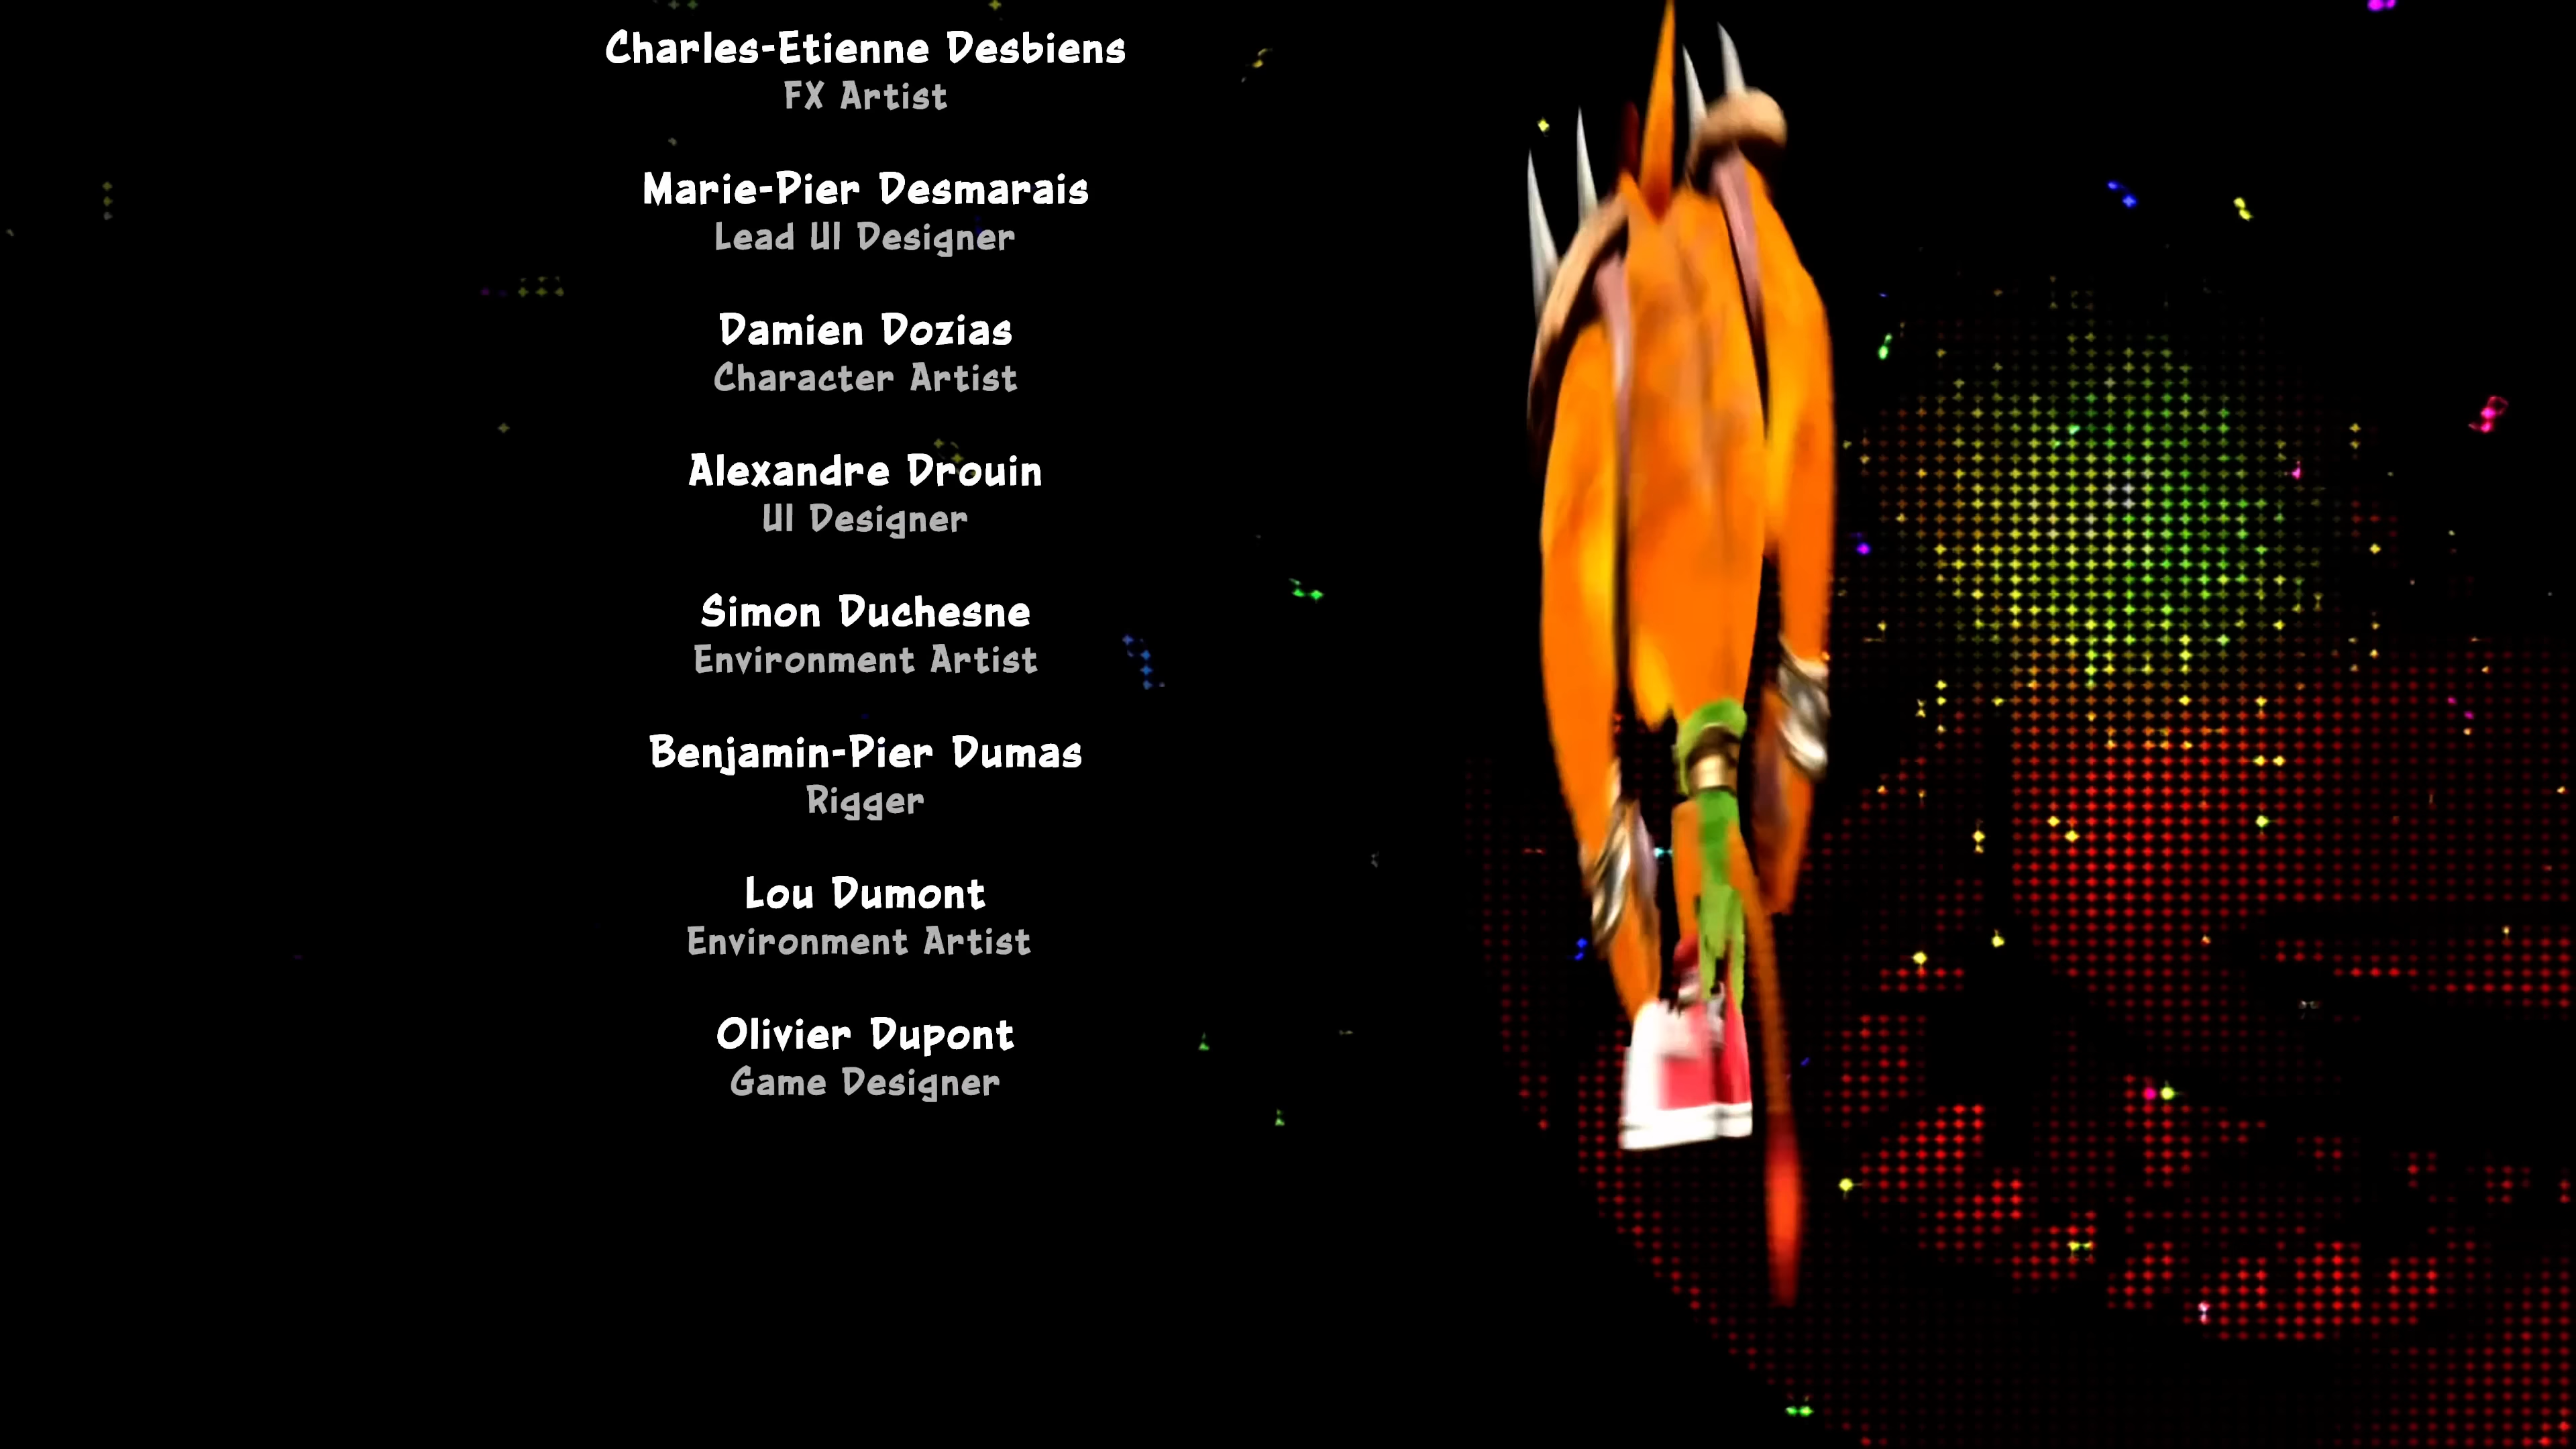 Charles-Etienne Desbiens
FX Artist
Marie-Pier Desmarais
Lead UI Designer
Damien Dozias
Character Artist
Alexandre Drouin
UI Designer
Simon Duchesne
Environment Artist
Benjamin-Pier Dumas
Rigger
Lou Dumont
Environment Artist
Olivier Dupont
Game Designer